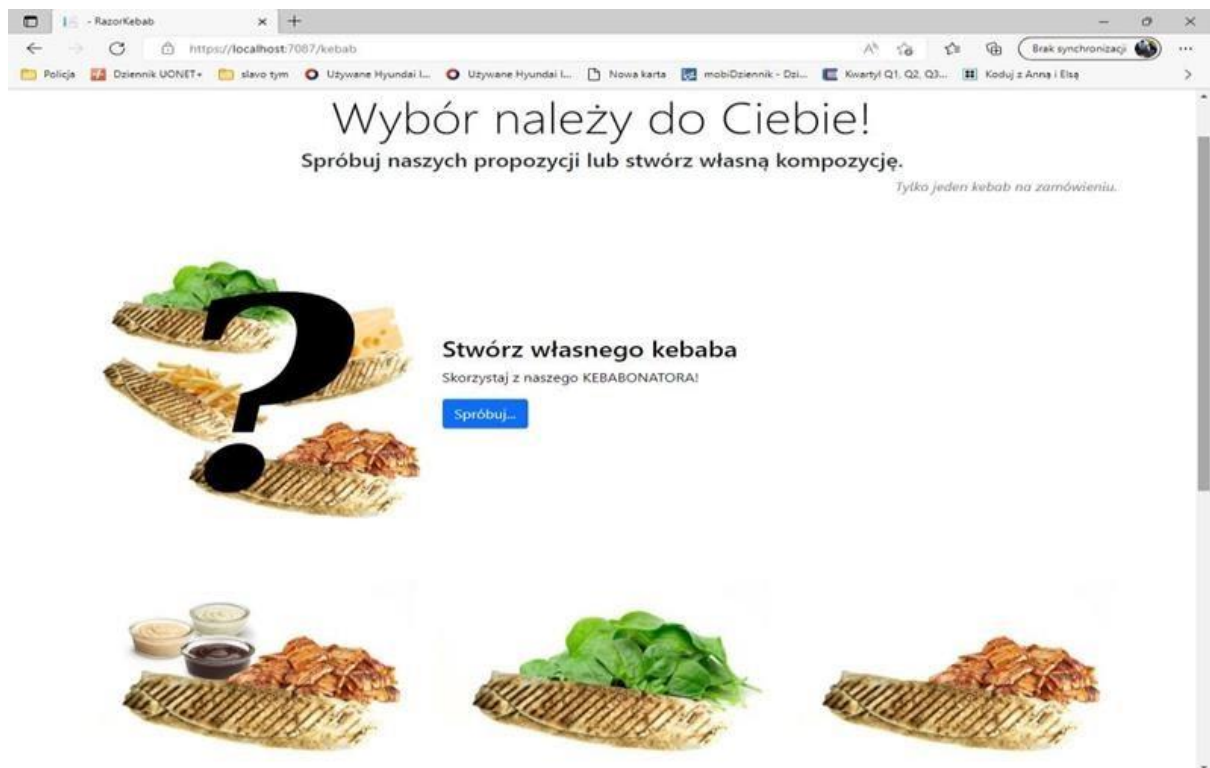 - RazorKebab
https://localhost:7087/kebab
Brak synchronizacji
Policja
Dziennik UONET+
slavo tym
Używane Hyundai I...
Używane Hyundai I...
Nowa karta
mobiDziennik - Dzi...
Kwartyl Q1, Q2, Q3...
Koduj z Anną i Elsą
Wybór należy do Ciebie!
Spróbuj naszych propozycji lub stwórz własną kompozycję.
Tylko jeden kebab na zamówieniu.
Stwórz własnego kebaba
Skorzystaj z naszego KEBABONATORA!
Spróbuj...